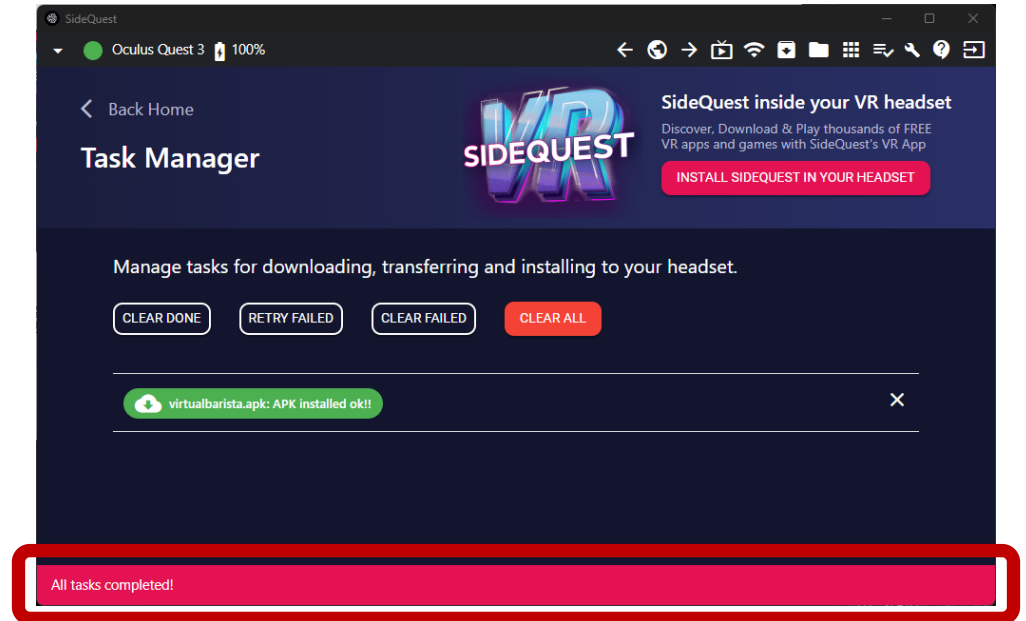 SideQuest
Oculus Quest 3 100%
Back Home
Task Manager
VR
SIDEQUEST
SideQuest inside your VR headset
Discover, Download & Play thousands of FREE
VR apps and games with SideQuest's VR App
INSTALL SIDEQUEST IN YOUR HEADSET
Manage tasks for downloading, transferring and installing to your headset.
CLEAR DONE RETRY FAILED CLEAR FAILED CLEAR ALL
virtualbarista.apk: APK installed ok!!
All tasks completed!